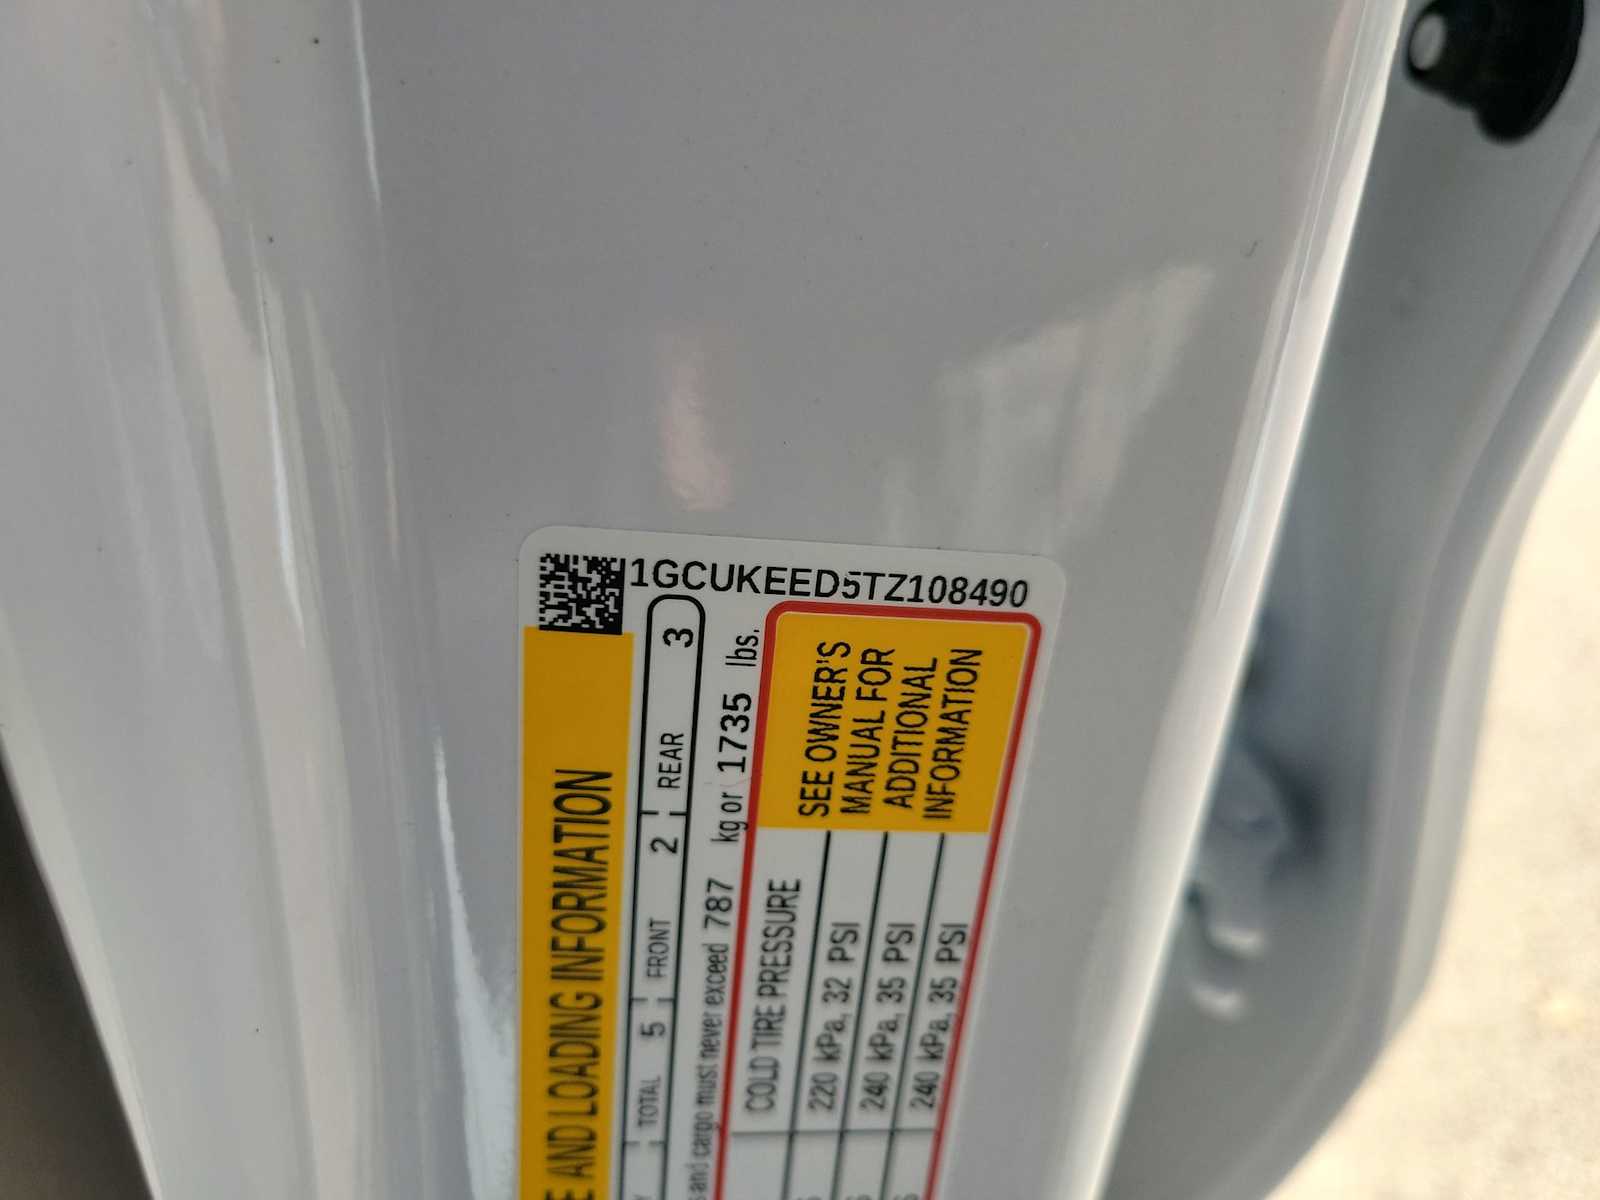 1GCUKEED5TZ108490
E AND LOADING INFORMATION
TOTAL 5 FRONT 2 REAR 3
and cargo must never exceed 787 kg or 1735 lbs.
COLD TIRE PRESSURE
220 kPa, 32 PSI
240 kPa, 35 PSI
240 kPa, 35 PSI
SEE OWNER'S
MANUAL FOR
ADDITIONAL
INFORMATION